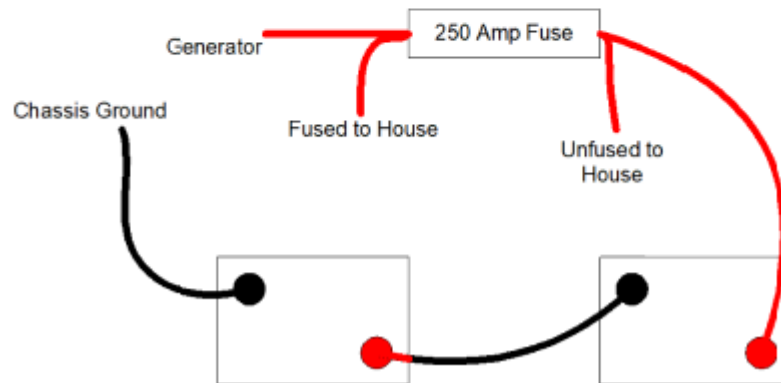 250 Amp Fuse
Generator
Chassis Ground
Fused to House
Unfused to
House